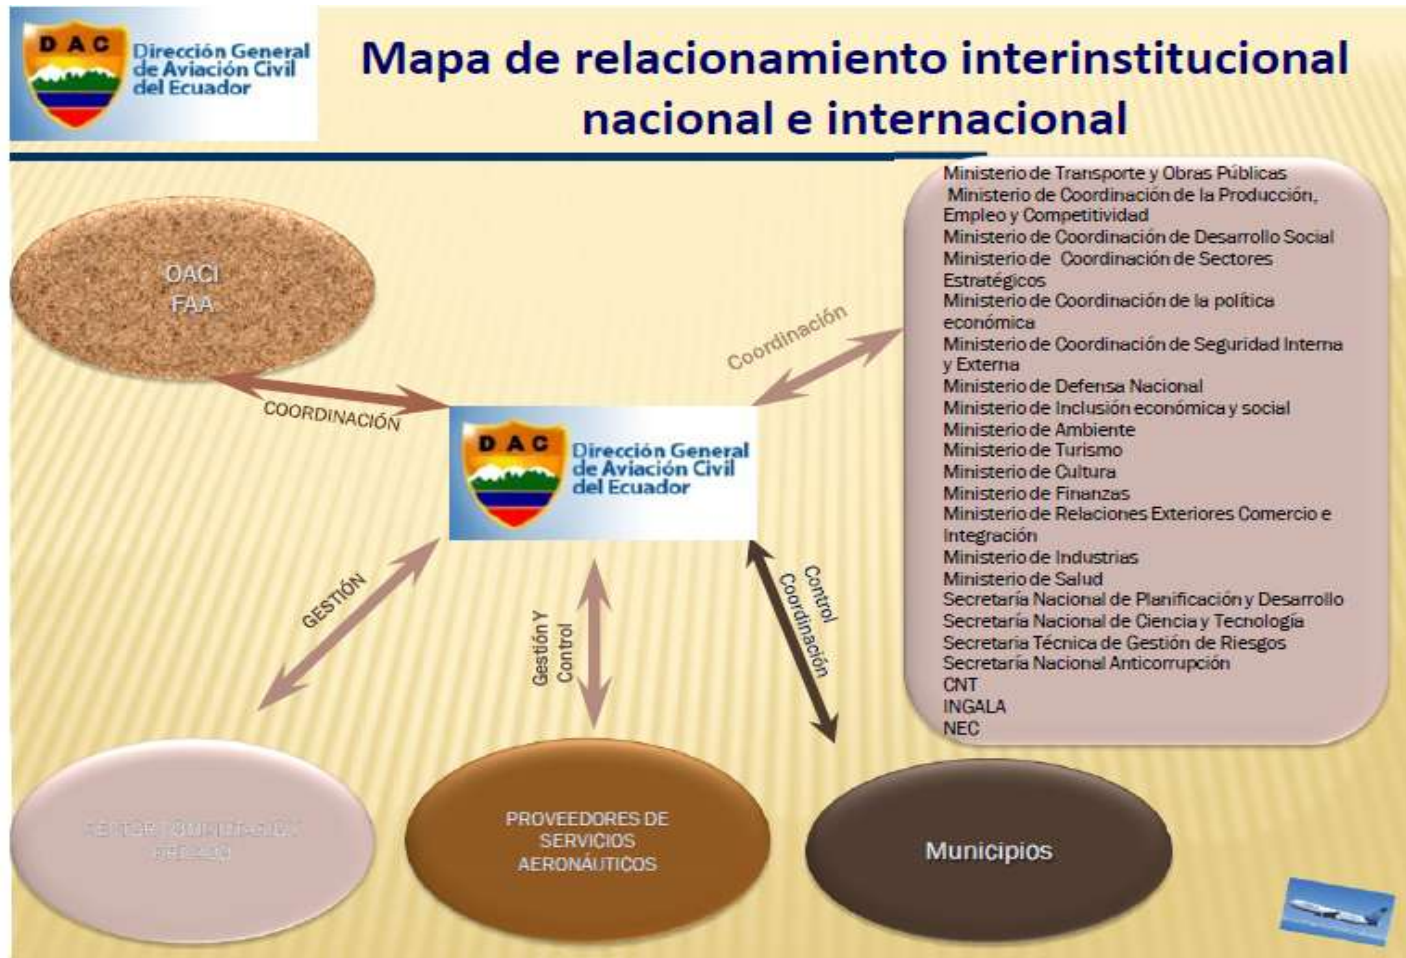 D A C
Dirección General
de Aviación Civil
del Ecuador
Mapa de relacionamiento interinstitucional
nacional e internacional
OACI
FAA
COORDINACIÓN
Coordinación
Ministerio de Transporte y Obras Públicas
Ministerio de Coordinación de la Producción,
Empleo y Competitividad
Ministerio de Coordinación de Desarrollo Social
Ministerio de Coordinación de Sectores
Estratégicos
Ministerio de Coordinación de la política
económica
Ministerio de Coordinación de Seguridad Interna
y Externa
Ministerio de Defensa Nacional
Ministerio de Inclusión económica y social
Ministerio de Ambiente
Ministerio de Turismo
Ministerio de Cultura
Ministerio de Finanzas
Ministerio de Relaciones Exteriores Comercio e
Integración
Ministerio de Industrias
Ministerio de Salud
Secretaría Nacional de Planificación y Desarrollo
Secretaría Nacional de Ciencia y Tecnología
Secretaria Técnica de Gestión de Riesgos
Secretaría Nacional Anticorrupción
CNT
INGALA
NEC
D A C
Dirección General
de Aviación Civil
del Ecuador
GESTIÓN
Gestión Y
Control
Control
Coordinación
SECTOR
PROVEEDORES DE
SERVICIOS
AERONÁUTICOS
Municipios